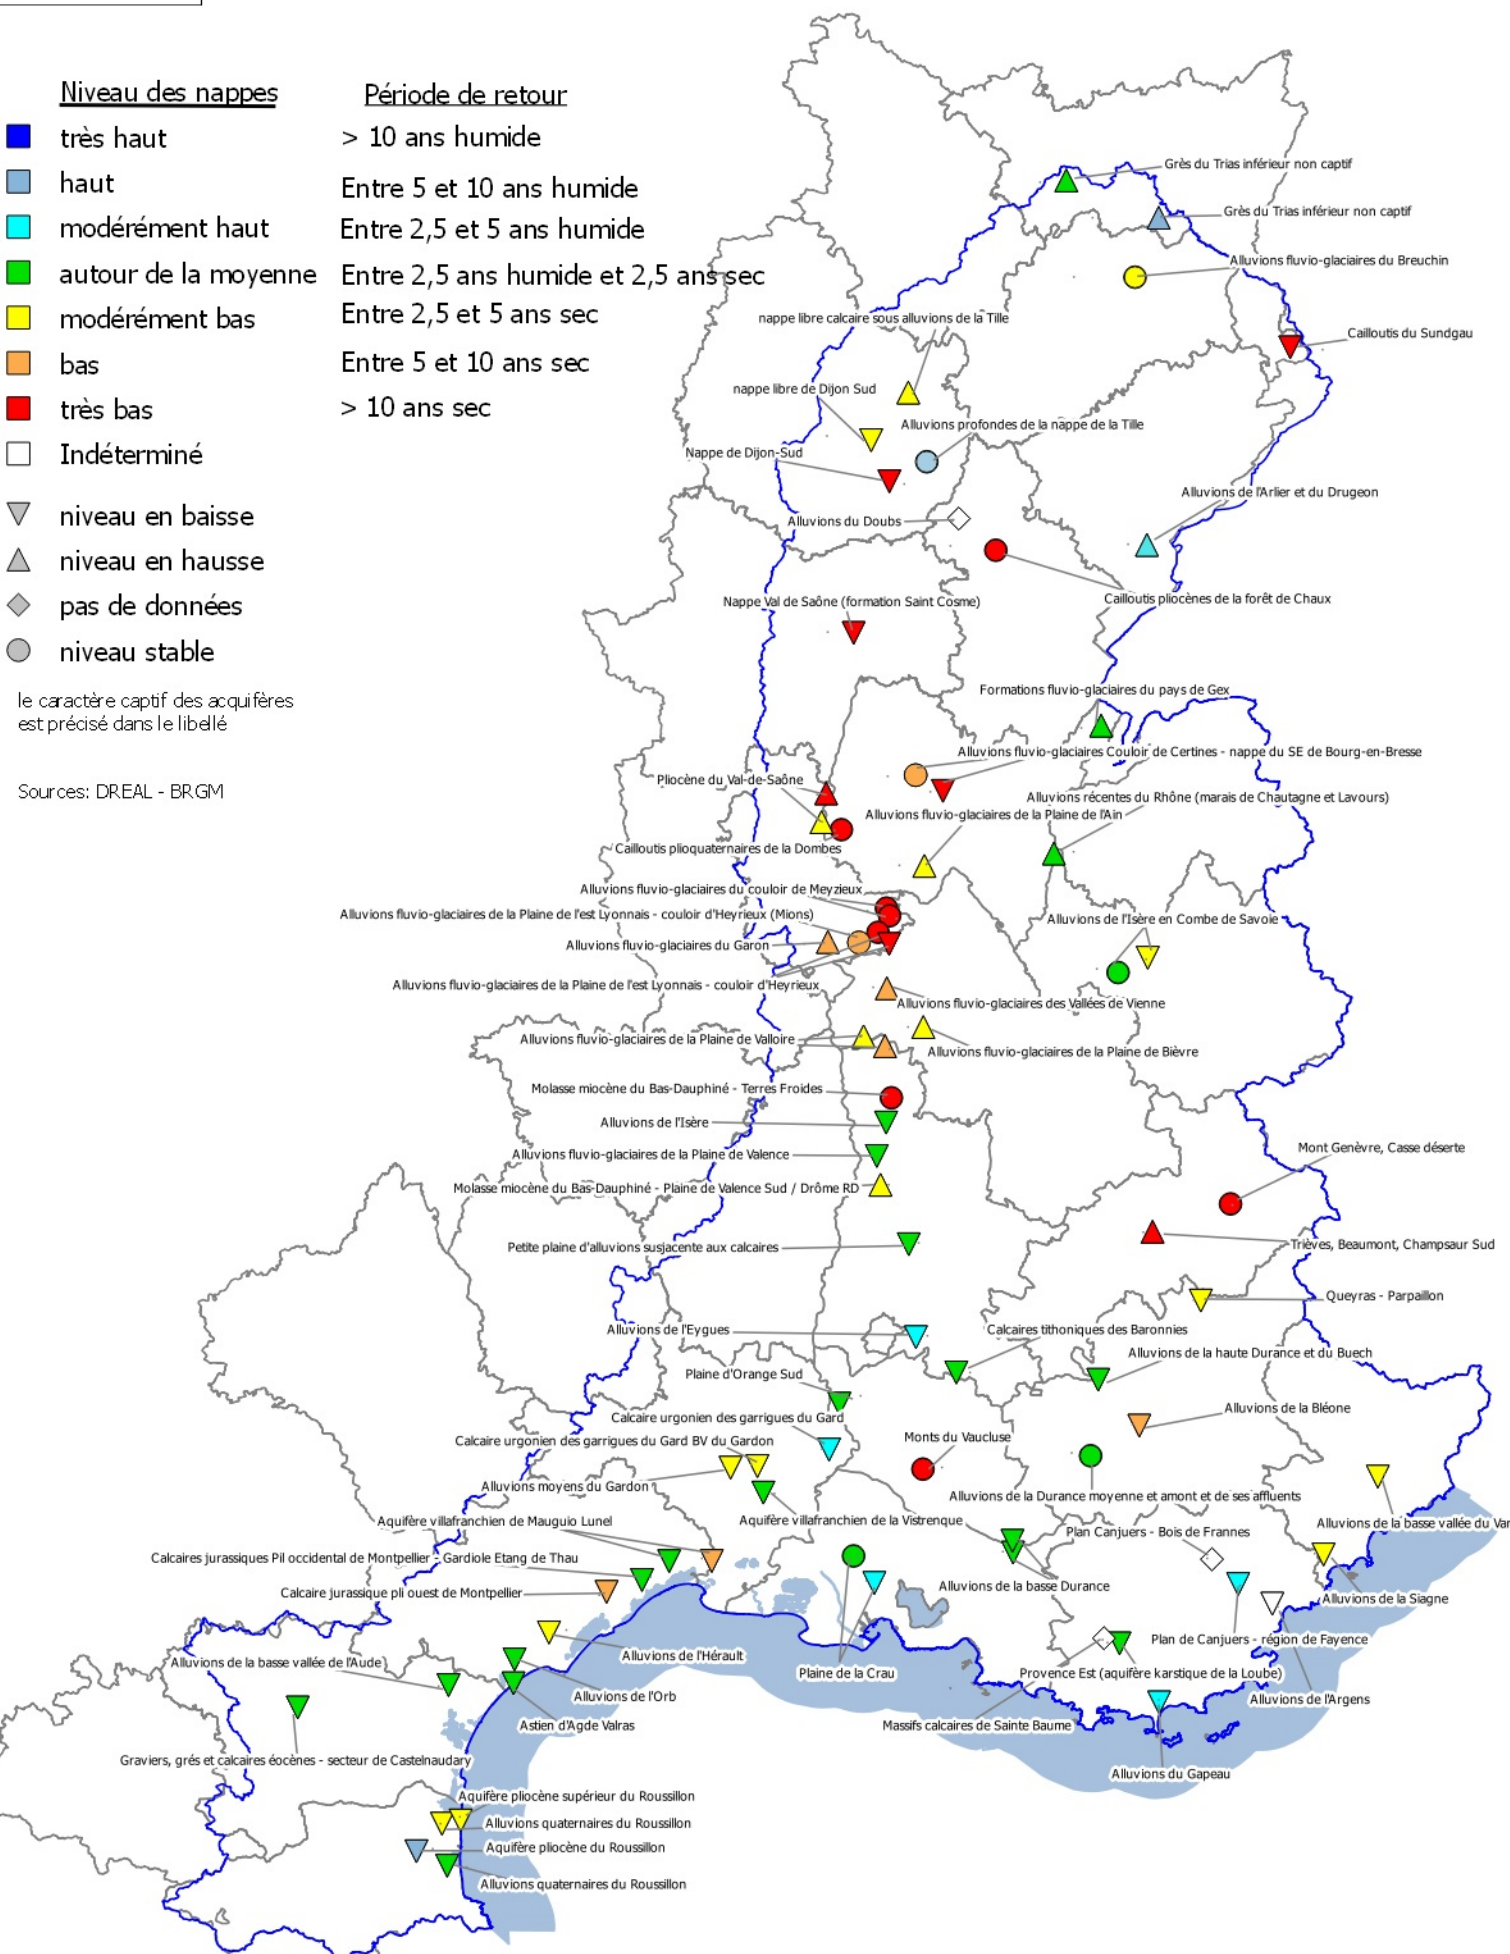 Niveau des nappes
Période de retour
très haut
> 10 ans humide
haut
Entre 5 et 10 ans humide
modérément haut
Entre 2,5 et 5 ans humide
autour de la moyenne
Entre 2,5 ans humide et 2,5 ans sec
modérément bas
Entre 2,5 et 5 ans sec
bas
Entre 5 et 10 ans sec
très bas
> 10 ans sec
Indéterminé
niveau en baisse
niveau en hausse
pas de données
niveau stable
le caractère captif des acquifères
est précisé dans le libellé
Sources: DREAL - BRGM
Grès du Trias inférieur non captif
Grès du Trias inférieur non captif
Alluvions fluvio-glaciaires du Breuchin
nappe libre calcaire sous alluvions de la Tille
Cailloutis du Sundgau
nappe libre de Dijon Sud
Alluvions profondes de la nappe de la Tille
Nappe de Dijon-Sud
Alluvions de l'Arlier et du Drugeon
Alluvions du Doubs
Cailloutis pliocènes de la forêt de Chaux
Nappe Val de Saône (formation Saint Cosme)
Formations fluvio-glaciaires du pays de Gex
Alluvions fluvio-glaciaires Couloir de Certines - nappe du SE de Bourg-en-Bresse
Pliocène du Val-de-Saône
Alluvions récentes du Rhône (marais de Chautagne et Lavours)
Alluvions fluvio-glaciaires de la Plaine de l'Ain
Cailloutis plioquaternaires de la Dombes
Alluvions fluvio-glaciaires du couloir de Meyzieux
Alluvions fluvio-glaciaires de la Plaine de l'est Lyonnais - couloir d'Heyrieux (Mions)
Alluvions de l'Isère en Combe de Savoie
Alluvions fluvio-glaciaires du Garon
Alluvions fluvio-glaciaires de la Plaine de l'est Lyonnais - couloir d'Heyrieux
Alluvions fluvio-glaciaires des Vallées de Vienne
Alluvions fluvio-glaciaires de la Plaine de Valloire
Alluvions fluvio-glaciaires de la Plaine de Bièvre
Molasse miocène du Bas-Dauphiné - Terres Froides
Alluvions de l'Isère
Mont Genèvre, Casse déserte
Alluvions fluvio-glaciaires de la Plaine de Valence
Molasse miocène du Bas-Dauphiné - Plaine de Valence Sud / Drôme RD
Petite plaine d'alluvions susjacente aux calcaires
Trièves, Beaumont, Champsaur Sud
Queyras - Parpaillon
Alluvions de l'Eygues
Calcaires tithoniques des Baronnies
Alluvions de la haute Durance et du Buech
Plaine d'Orange Sud
Alluvions de la Bléone
Calcaire urgonien des garrigues du Gard
Monts du Vaucluse
Calcaire urgonien des garrigues du Gard BV du Gardon
Alluvions moyens du Gardon
Alluvions de la Durance moyenne et amont et de ses affluents
Aquifère villafranchien de Mauguio Lunel
Aquifère villafranchien de la Vistrenque
Alluvions de la basse vallée du Var
Plan Canjuers - Bois de Frannes
Calcaires jurassiques Pil occidental de Montpellier - Gardiole Etang de Thau
Alluvions de la basse Durance
Calcaire jurassique pli ouest de Montpellier
Alluvions de la Siagne
Plan de Canjuers - région de Fayence
Alluvions de l'Hérault
Alluvions de la basse vallée de l'Aude
Plaine de la Crau
Provence Est (aquifère karstique de la Loube)
Alluvions de l'Orb
Alluvions de l'Argens
Astien d'Agde Valras
Massifs calcaires de Sainte Baume
Graviers, grés et calcaires éocènes - secteur de Castelnaudary
Alluvions du Gapeau
Aquifère pliocène supérieur du Roussillon
Alluvions quaternaires du Roussillon
Aquifère pliocène du Roussillon
Alluvions quaternaires du Roussillon